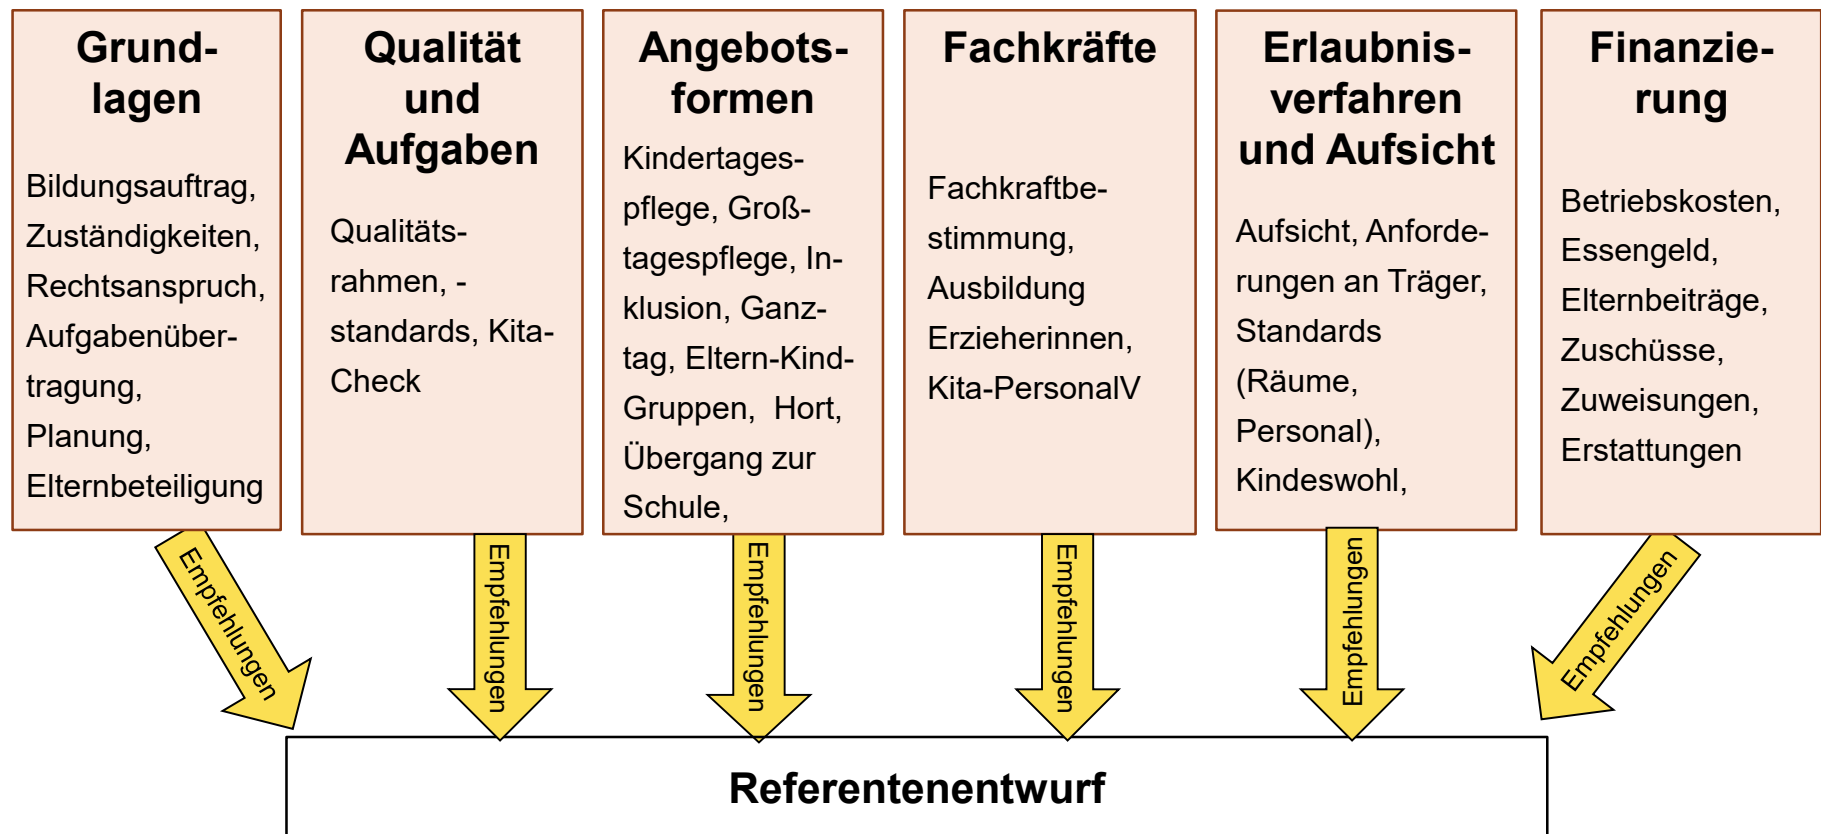 Grund-
lagen
Bildungsauftrag,
Zuständigkeiten,
Rechtsanspruch,
Aufgabenüber-
tragung,
Planung,
Elternbeteiligung
Qualität
und
Aufgaben
Qualitäts-
rahmen, -
standards, Kita-
Check
Angebots-
formen
Kindertages-
pflege, Groß-
tagespflege, In-
klusion, Ganz-
tag, Eltern-Kind-
Gruppen,  Hort,
Übergang zur
Schule,
Fachkräfte
Fachkraftbe-
stimmung,
Ausbildung
Erzieherinnen,
Kita-PersonalV
Erlaubnis-
verfahren
und Aufsicht
Aufsicht, Anforde-
rungen an Träger,
Standards
(Räume,
Personal),
Kindeswohl,
Finanzie-
rung
Betriebskosten,
Essengeld,
Elternbeiträge,
Zuschüsse,
Zuweisungen,
Erstattungen
Empfehlungen
Empfehlungen
Empfehlungen
Empfehlungen
Empfehlungen
Empfehlungen
Referentenentwurf